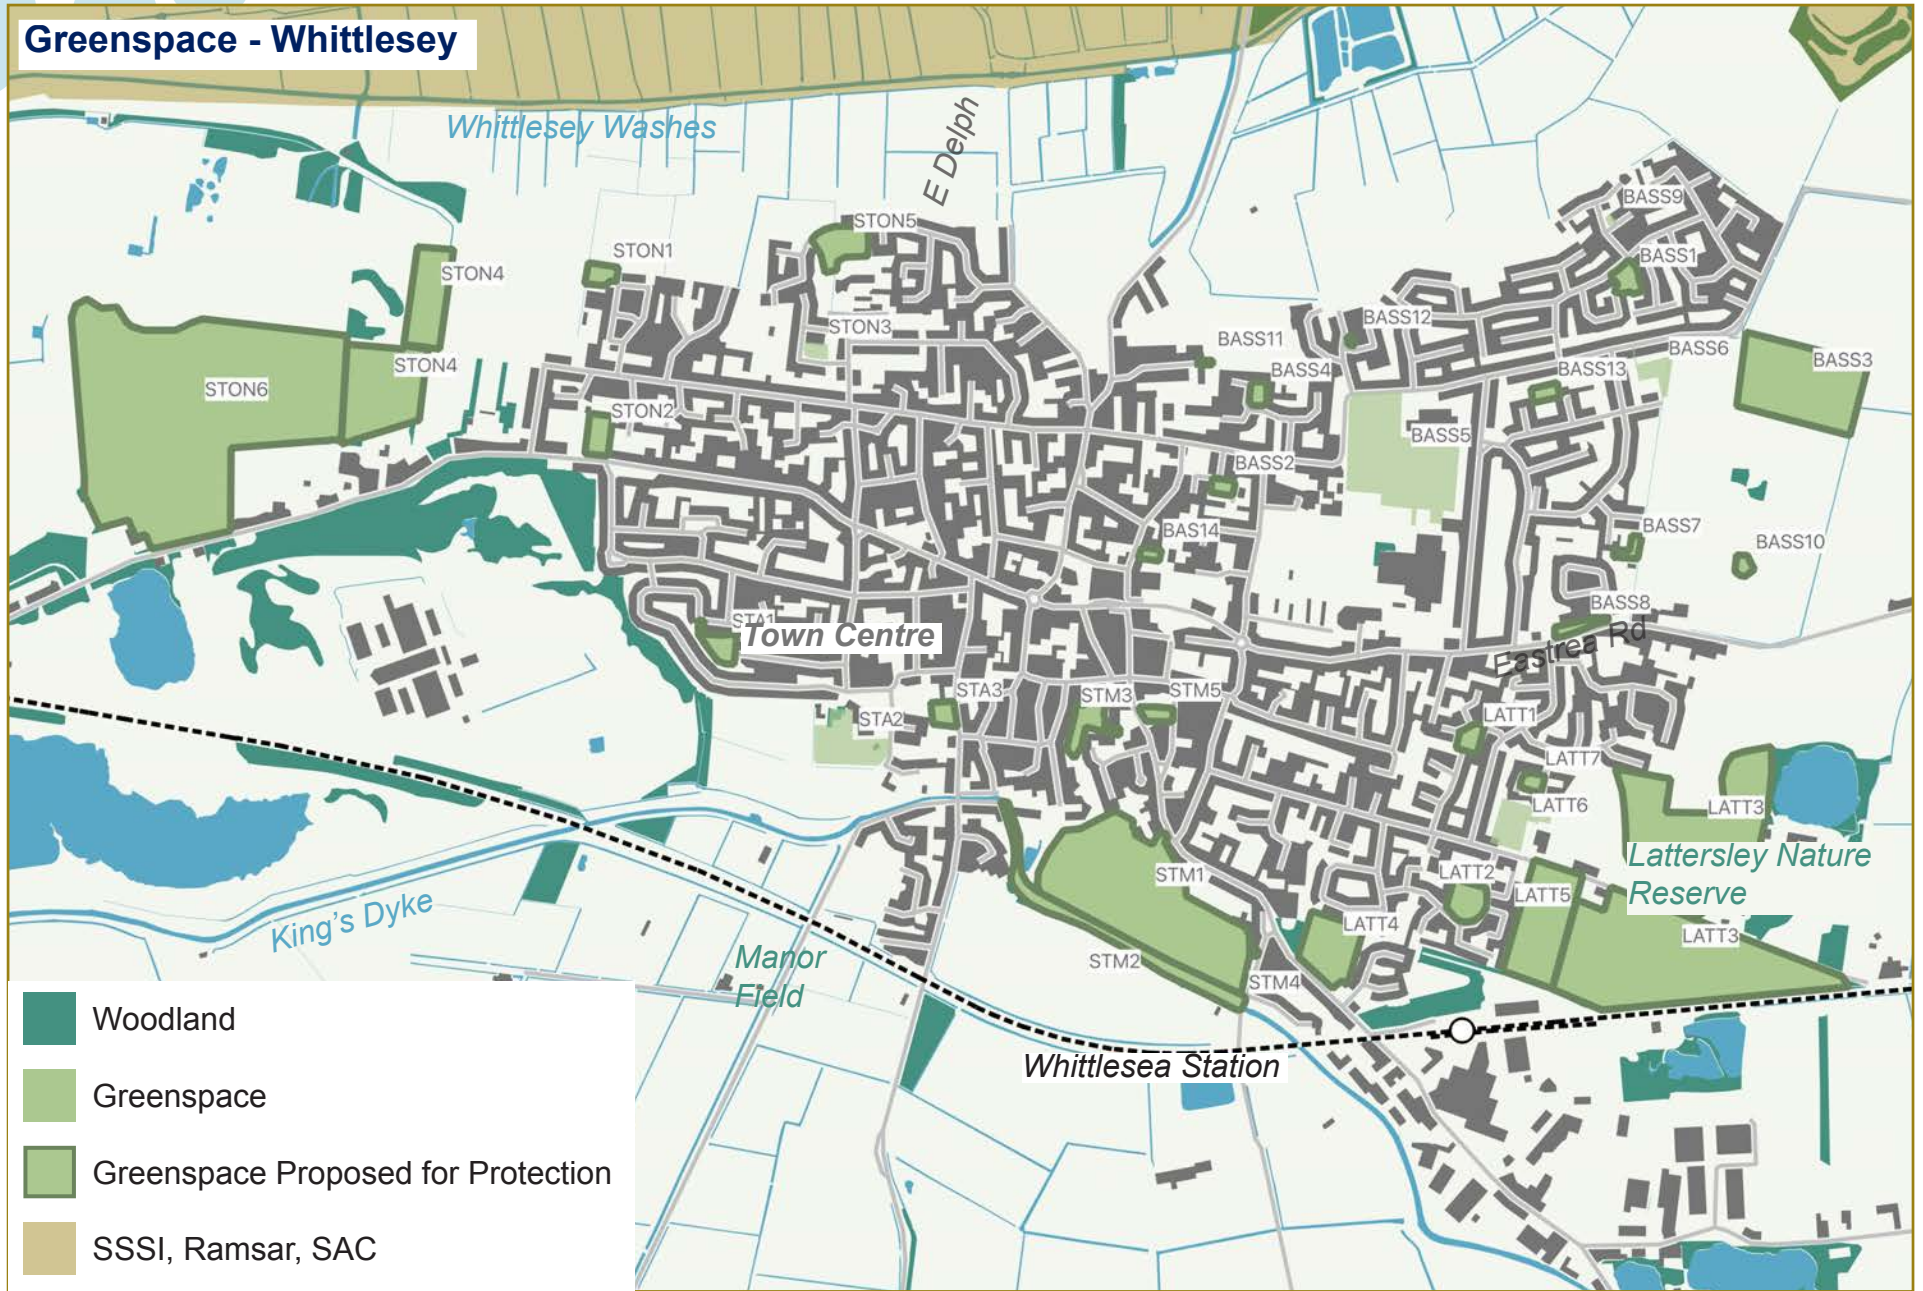 Greenspace - Whittlesey
Whittlesey Washes
E Delph
BASS9
STON5
STON1
BASS1
STON4
BASS12
STON3
BASS11
BASS6
BASS3
STON4
BASS4
BASS13
STON6
STON2
BASS5
BASS2
BASS7
BAS14
BASS10
BASS8
STA1
Town Centre
Eastrea Rd
STA3
STM3
STM5
STA2
LATT1
LATT7
LATT6
LATT3
Lattersley Nature
Reserve
STM1
LATT2
LATT5
King's Dyke
LATT4
LATT3
Manor
Field
STM2
STM4
Whittlesea Station
Woodland
Greenspace
Greenspace Proposed for Protection
SSSI, Ramsar, SAC